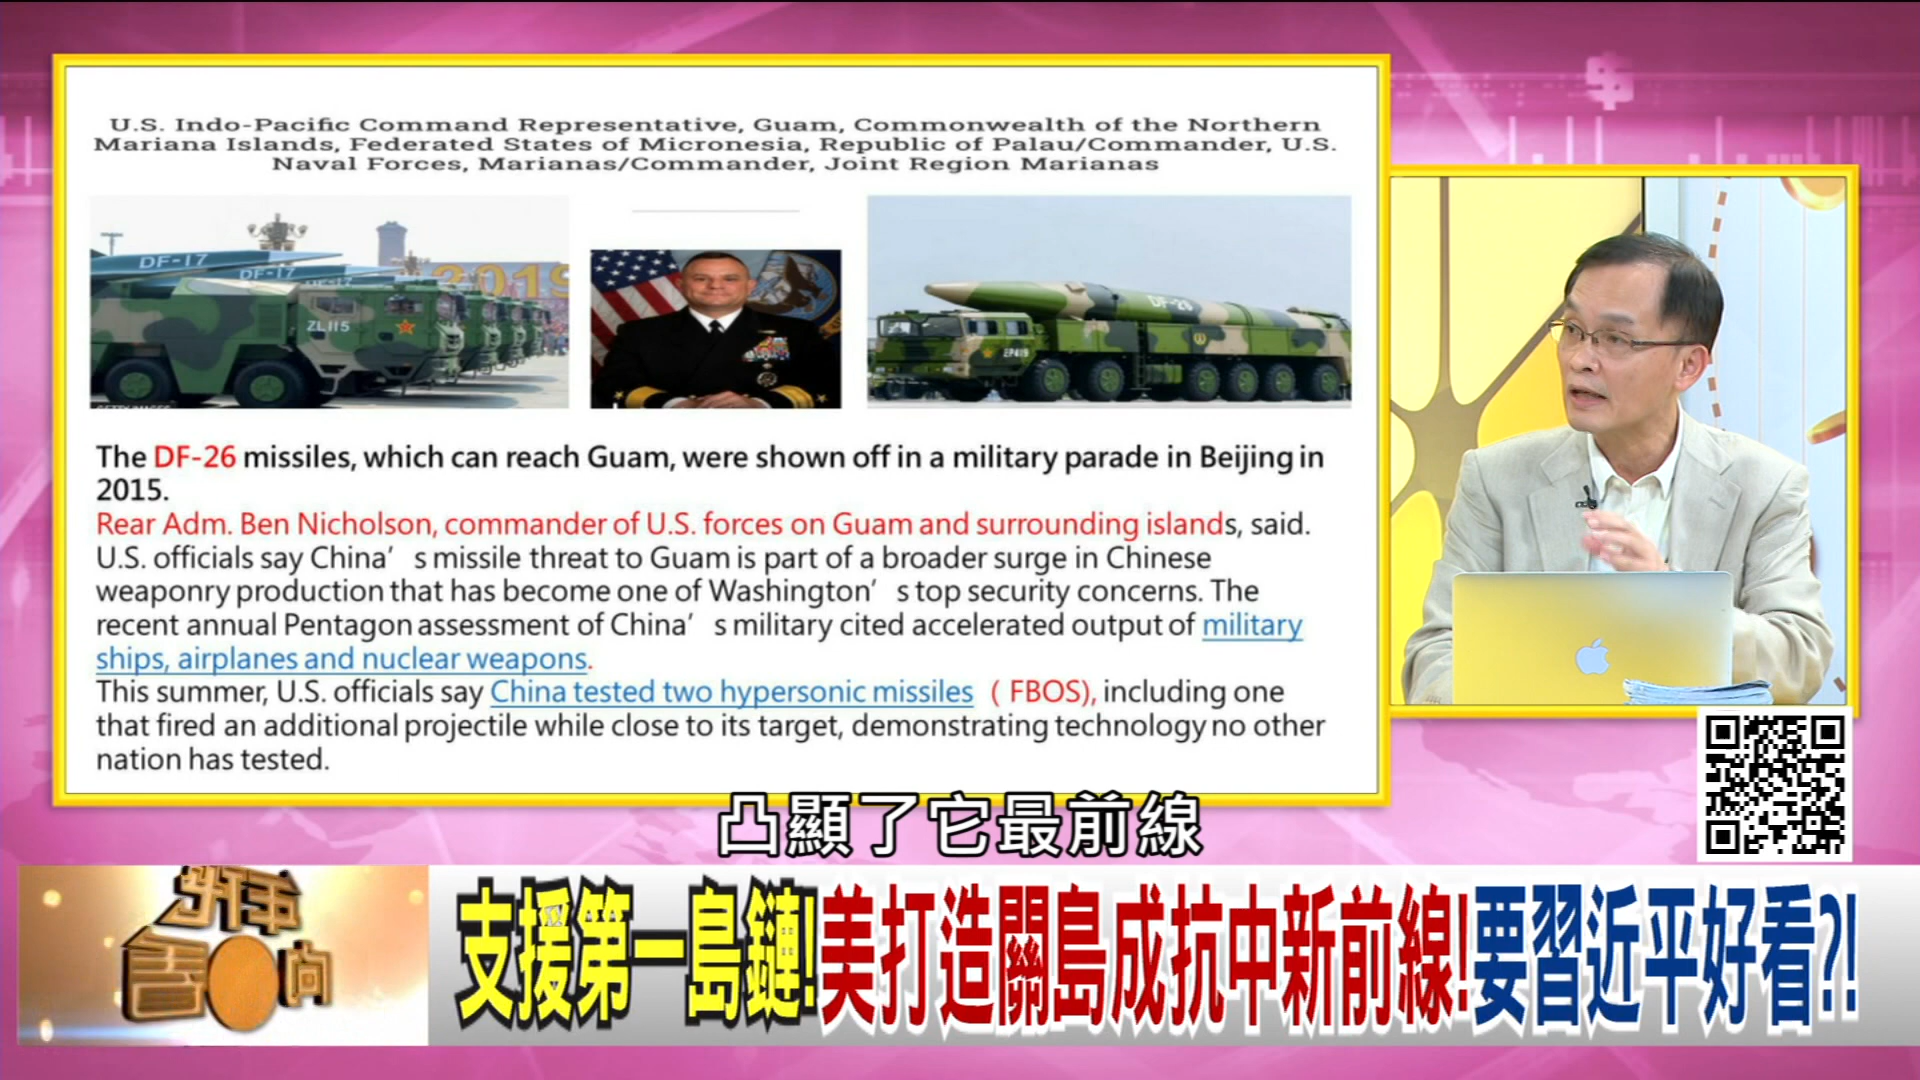 U.S. Indo-Pacific Command Representative, Guam, Commonwealth of the Northern
Mariana Islands, Federated States of Micronesia, Republic of Palau/Commander, U.S.
Naval Forces, Marianas/Commander, Joint Region Marianas
DF-17
DF-17
DF-17
2019
ZL115
GETTY IMAGES
DF-26
EP419
The DF-26 missiles, which can reach Guam, were shown off in a military parade in Beijing in
2015.
Rear Adm. Ben Nicholson, commander of U.S. forces on Guam and surrounding islands, said.
U.S. officials say China’s missile threat to Guam is part of a broader surge in Chinese
weaponry production that has become one of Washington’s top security concerns. The
recent annual Pentagon assessment of China’s military cited accelerated output of military
ships, airplanes and nuclear weapons.
This summer, U.S. officials say China tested two hypersonic missiles ( FBOS), including one
that fired an additional projectile while close to its target, demonstrating technology no other
nation has tested.
凸顯了它最前線
支援第一島鏈!美打造關島成抗中新前線!要習近平好看?!